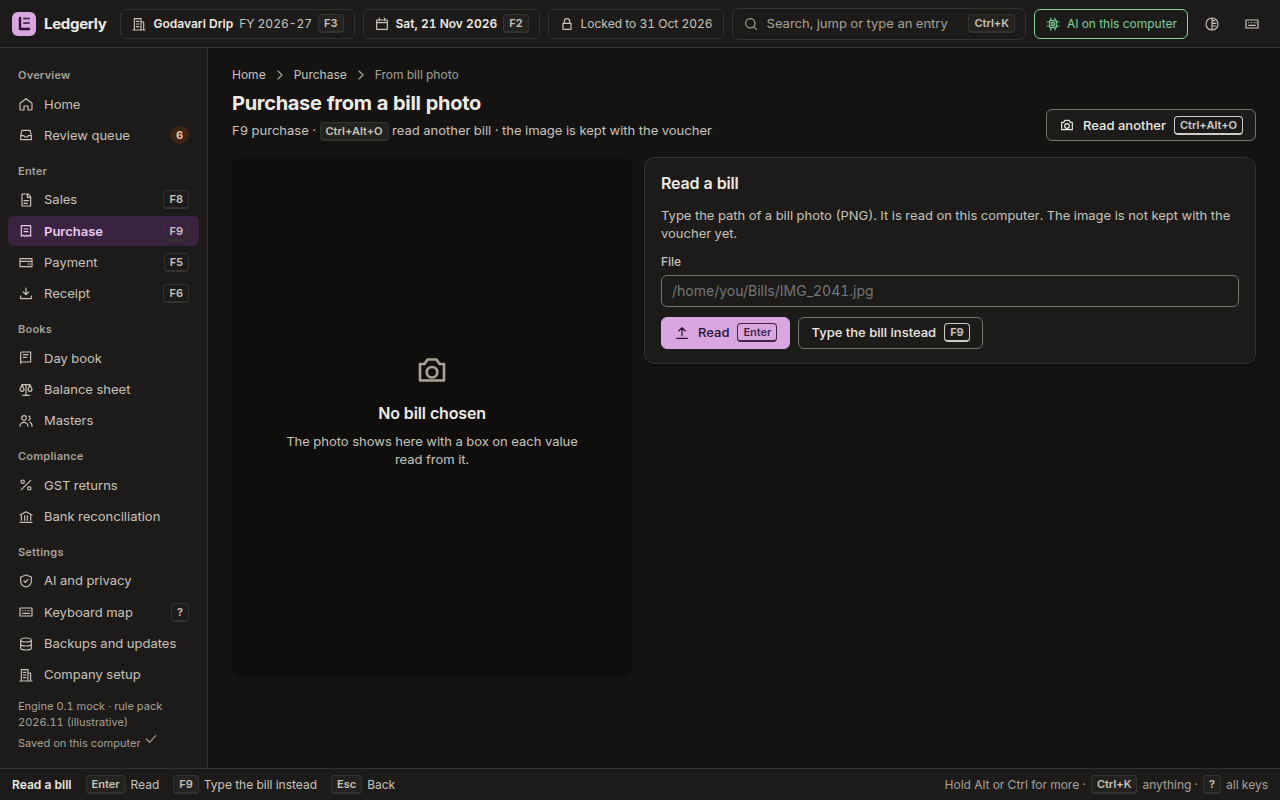 Ledgerly
Godavari Drip FY 2026-27 F3
Sat, 21 Nov 2026 F2
Locked to 31 Oct 2026
Search, jump or type an entry Ctrl+K
AI on this computer
Overview
Home
Review queue 6
Enter
Sales F8
Purchase F9
Payment F5
Receipt F6
Books
Day book
Balance sheet
Masters
Compliance
GST returns
Bank reconciliation
Settings
AI and privacy
Keyboard map ?
Backups and updates
Company setup
Engine 0.1 mock · rule pack
2026.11 (illustrative)
Saved on this computer
Home Purchase From bill photo
Purchase from a bill photo
F9 purchase · Ctrl+Alt+O read another bill · the image is kept with the voucher
Read another Ctrl+Alt+O
No bill chosen
The photo shows here with a box on each value
read from it.
Read a bill
Type the path of a bill photo (PNG). It is read on this computer. The image is not kept with the
voucher yet.
File
/home/you/Bills/IMG_2041.jpg
Read Enter
Type the bill instead F9
Read a bill Enter Read F9 Type the bill instead Esc Back
Hold Alt or Ctrl for more · Ctrl+K anything · ? all keys